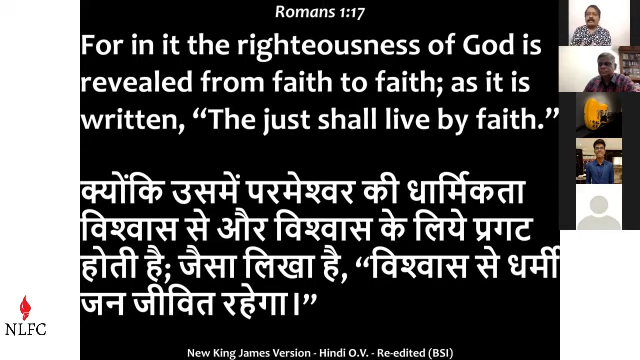 Romans 1:17
For in it the righteousness of God is
revealed from faith to faith; as it is
written, “The just shall live by faith.”
क्योंकि उसमें परमेश्वर की धार्मिकता
विश्वास से और विश्वास के लिये प्रगट
होती है; जैसा लिखा है, “विश्वास से धर्मी
जन जीवित रहेगा।”
NLFC
New King James Version - Hindi O.V. - Re-edited (BSI)